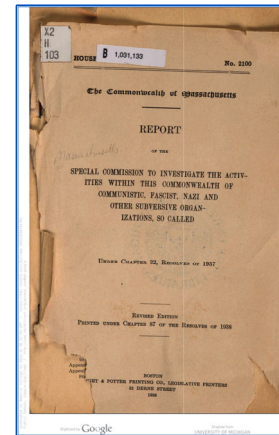 X2
H
103
HOUSE
B 1,031,133
No. 2100
The Commonwealth of Massachusetts
REPORT
OF THE
SPECIAL COMMISSION TO INVESTIGATE THE ACTIV-
ITIES WITHIN THIS COMMONWEALTH OF
COMMUNISTIC, FASCIST, NAZI AND
OTHER SUBVERSIVE ORGAN-
IZATIONS, SO CALLED
UNDER CHAPTER 32, RESOLVES OF 1937
REVISED EDITION
PRINTED UNDER CHAPTER 87 OF THE RESOLVES OF 1938
BOSTON
& POTTER PRINTING CO., LEGISLATIVE PRINTERS
32 DERNE STREET
1938
Digitized by Google
Original from
UNIVERSITY OF MICHIGAN